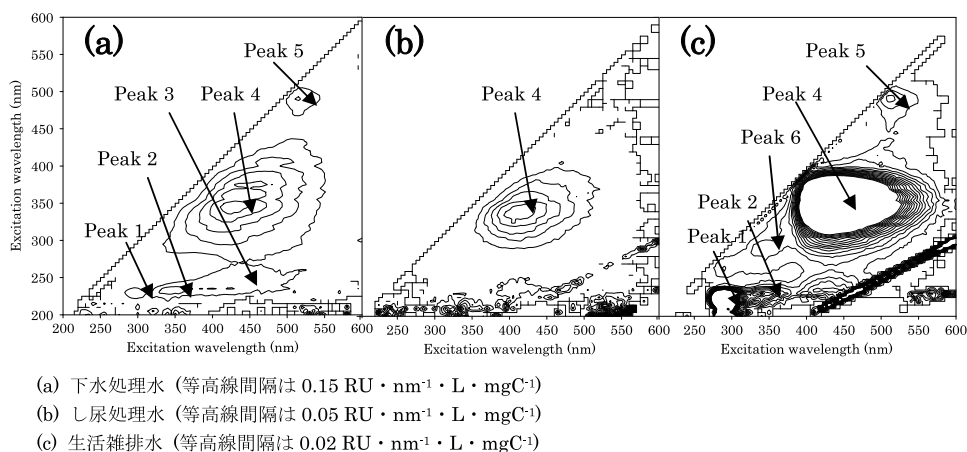 (a)
(b)
(c)
600
550
500
450
400
350
300
250
200
Excitation wavelength (nm)
Peak 5
Peak 3
Peak 4
Peak 2
Peak 1
Peak 4
Peak 5
Peak 4
Peak 6
Peak 2
Peak 1
200 250 300 350 400 450 500 550 600
200 250 300 350 400 450 500 550 600
200 250 300 350 400 450 500 550 600
Excitation wavelength (nm)
Excitation wavelength (nm)
Excitation wavelength (nm)
(a) 下水処理水 (等高線間隔は 0.15 RU・nm⁻¹・L・mgC⁻¹)
(b) し尿処理水 (等高線間隔は 0.05 RU・nm⁻¹・L・mgC⁻¹)
(c) 生活雑排水 (等高線間隔は 0.02 RU・nm⁻¹・L・mgC⁻¹)